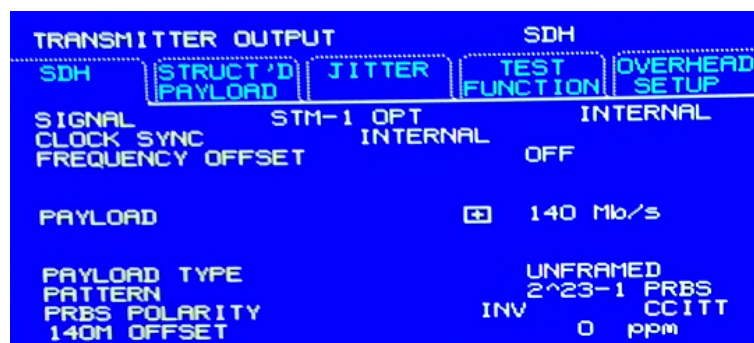 TRANSMITTER OUTPUT SDH
SDH STRUCT'D PAYLOAD JITTER TEST FUNCTION OVERHEAD SETUP
SIGNAL STM-1 OPT INTERNAL
CLOCK SYNC INTERNAL
FREQUENCY OFFSET OFF
PAYLOAD + 140 Mb/s
PAYLOAD TYPE UNFRAMED
PATTERN 2^23-1 PRBS
PRBS POLARITY INV CCITT
140M OFFSET 0 ppm